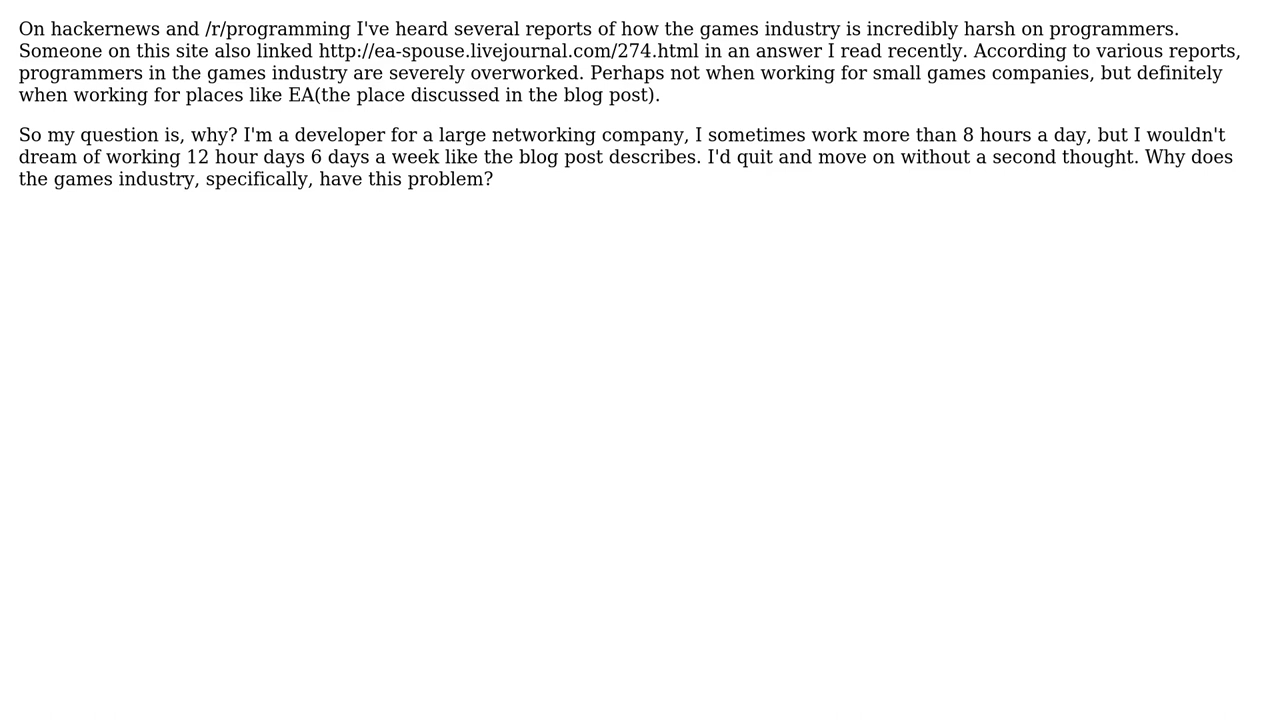 On hackernews and /r/programming I've heard several reports of how the games industry is incredibly harsh on programmers.
Someone on this site also linked http://ea-spouse.livejournal.com/274.html in an answer I read recently. According to various reports,
programmers in the games industry are severely overworked. Perhaps not when working for small games companies, but definitely
when working for places like EA(the place discussed in the blog post).
So my question is, why? I'm a developer for a large networking company, I sometimes work more than 8 hours a day, but I wouldn't
dream of working 12 hour days 6 days a week like the blog post describes. I'd quit and move on without a second thought. Why does
the games industry, specifically, have this problem?